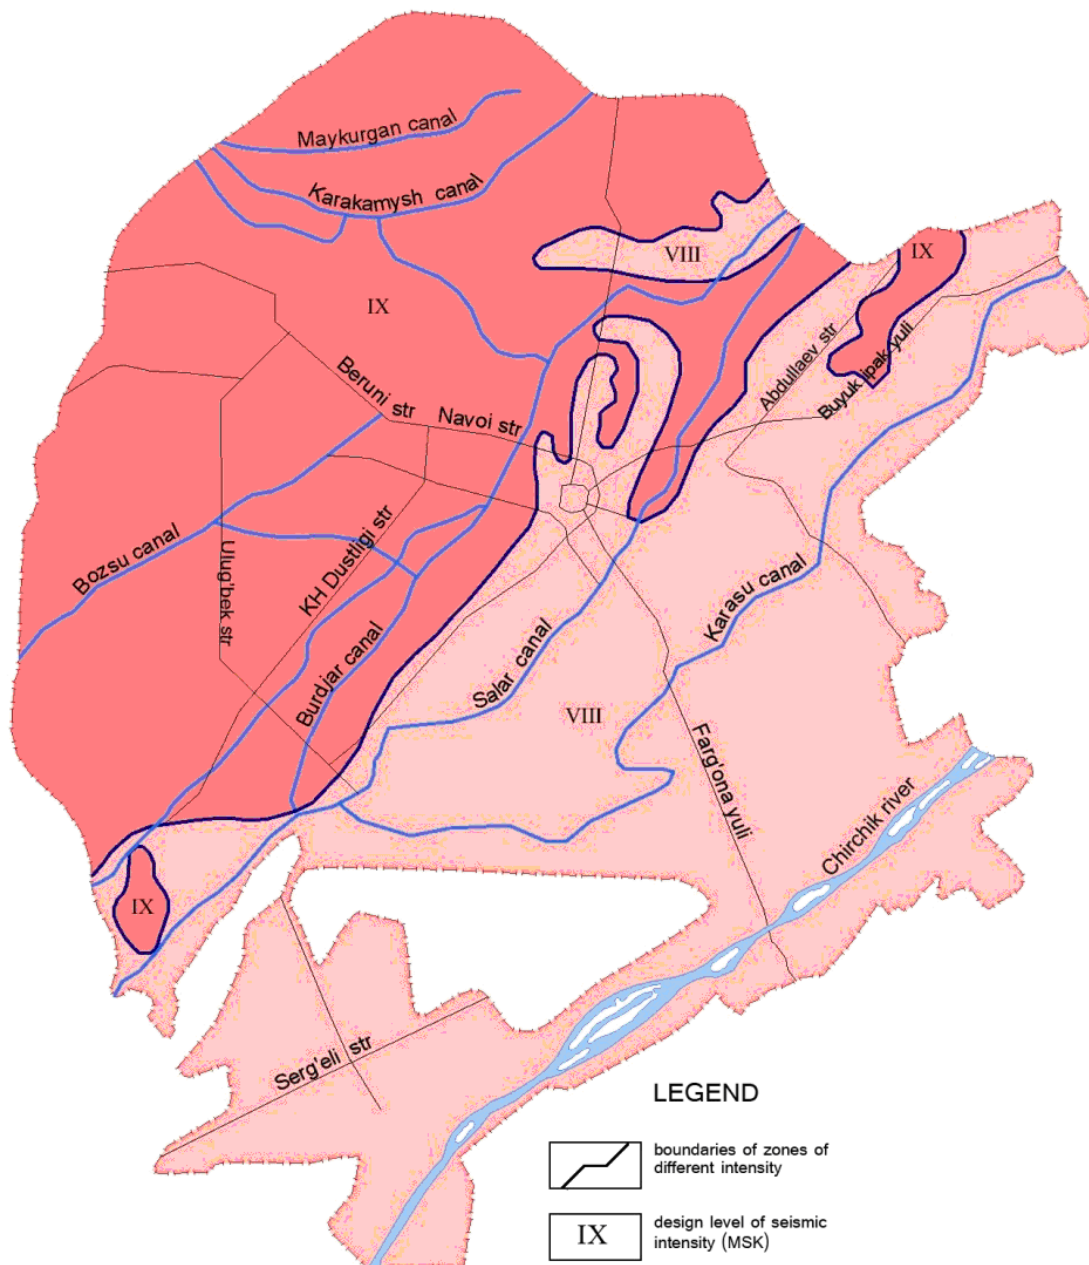 Maykurgan canal
Karakamysh canal
VIII
IX
IX
Beruni str
Navoi str
Abdullaev str
Buyuk ipak yuli
Bozsu canal
Ulug'bek str
KH Dustligi str
Burdjar canal
Salar canal
Karasu canal
VIII
Farg'ona yuli
Chirchik river
IX
Serg'eli str
LEGEND
boundaries of zones of
different intensity
IX
design level of seismic
intensity (MSK)